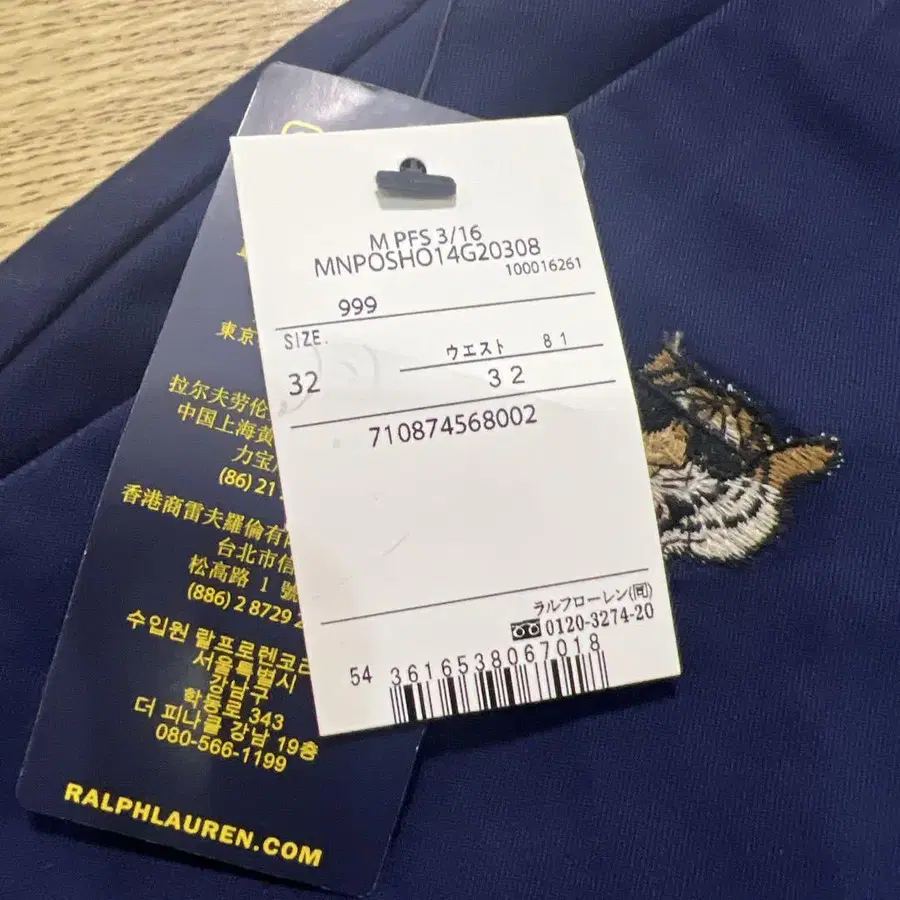 M PFS 3/16
MNPOSHO14G20308
100016261
999
SIZE.
ウエスト 81
32
32
710874568002
ラルフローレン(同)
0120-3274-20
54 3616538067018
東京
拉尔夫劳伦
中国上海黄
力宝
(86) 21
香港商雷夫羅倫有
台北市信
松高路 1 號
(886) 2 8729
수입원 랄프로렌코리
서울특별시
강남구
학동로 343
더 피나클 강남 19층
080-566-1199
RALPHLAUREN.COM